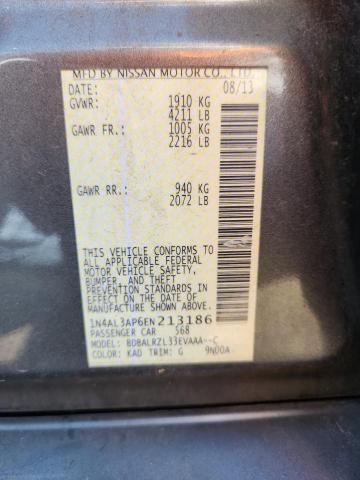 MFD BY NISSAN MOTOR CO., LTD.
DATE: 08/13
GVWR: 1910 KG
4211 LB
GAWR FR: 1005 KG
2216 LB
GAWR RR: 940 KG
2072 LB
THIS VEHICLE CONFORMS TO
ALL APPLICABLE FEDERAL
MOTOR VEHICLE SAFETY,
BUMPER, AND THEFT
PREVENTION STANDARDS IN
EFFECT ON THE DATE OF
MANUFACTURE SHOWN ABOVE.
1N4AL3AP6EN213186
PASSENGER CAR S68
MODEL: BDBALRZL33EVAAA--C
COLOR: KAD TRIM: G 9N00A